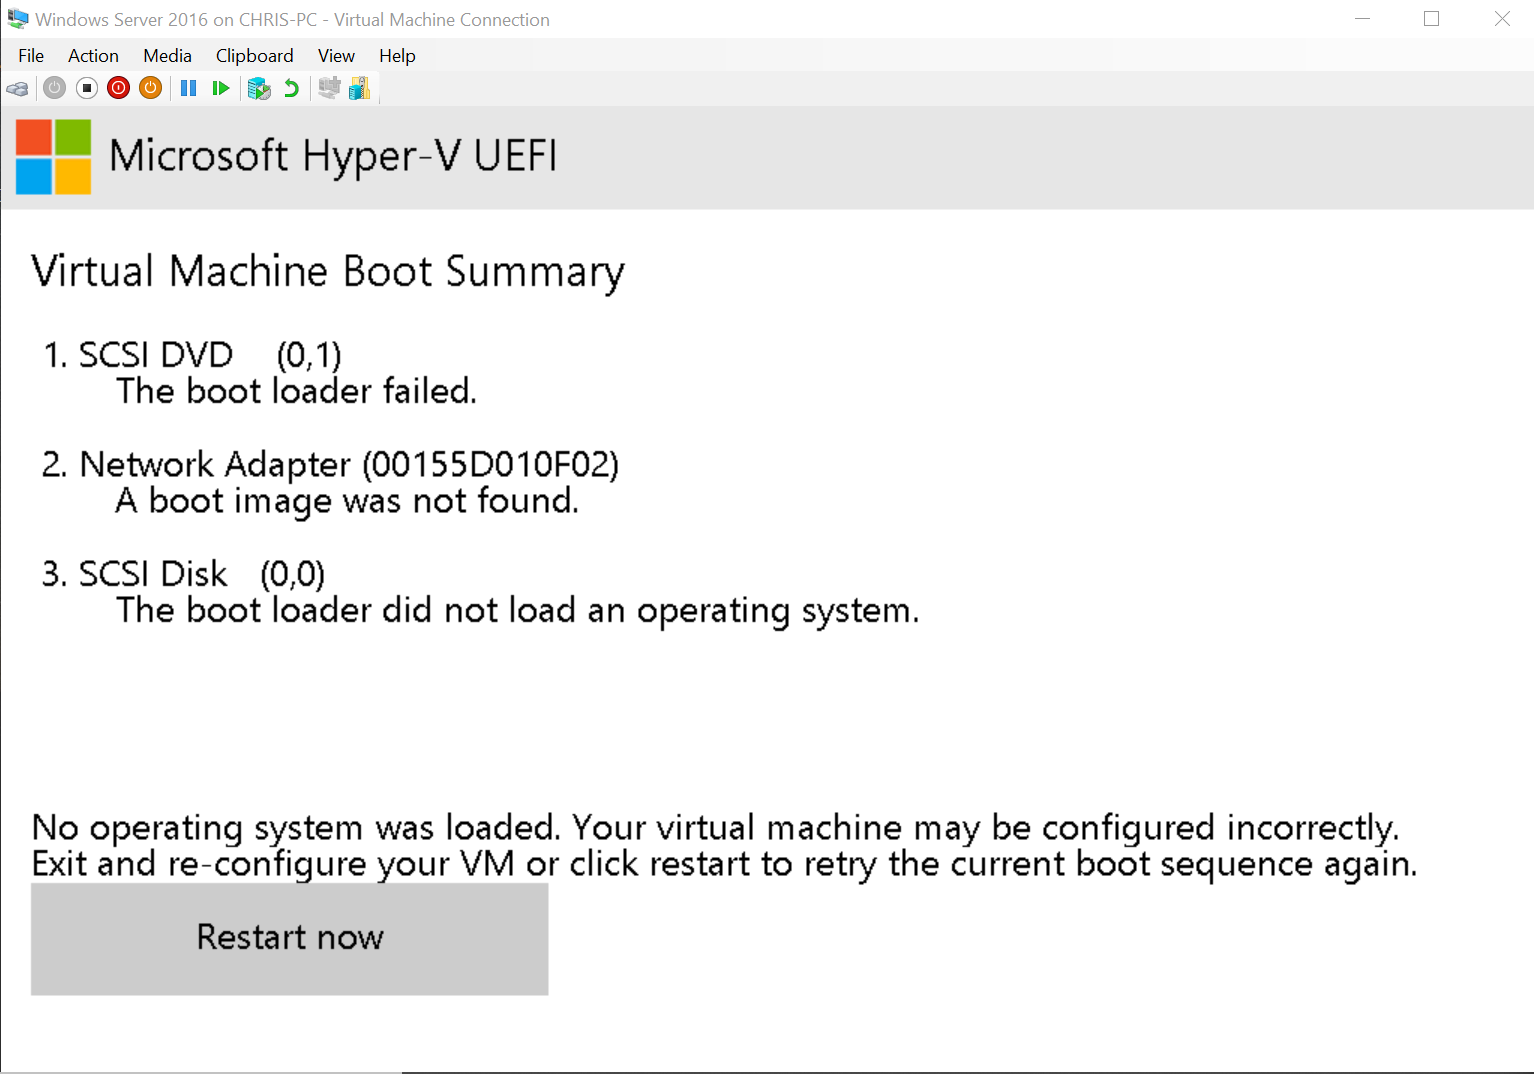 Windows Server 2016 on CHRIS-PC - Virtual Machine Connection
File Action Media Clipboard View Help
Microsoft Hyper-V UEFI
Virtual Machine Boot Summary
1. SCSI DVD (0,1)
The boot loader failed.
2. Network Adapter (00155D010F02)
A boot image was not found.
3. SCSI Disk (0,0)
The boot loader did not load an operating system.
No operating system was loaded. Your virtual machine may be configured incorrectly.
Exit and re-configure your VM or click restart to retry the current boot sequence again.
Restart now